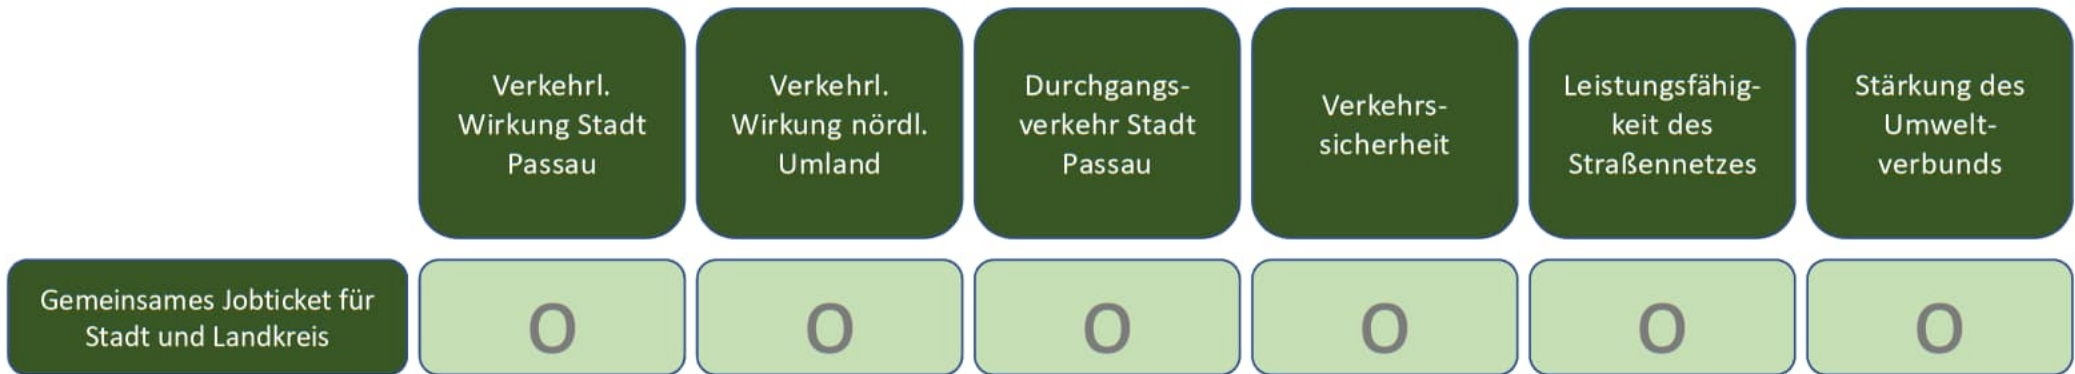 Verkehrl.
Wirkung Stadt
Passau
Verkehrl.
Wirkung nördl.
Umland
Durchgangs-
verkehr Stadt
Passau
Verkehrs-
sicherheit
Leistungsfähig-
keit des
Straßennetzes
Stärkung des
Umwelt-
verbunds
Gemeinsames Jobticket für
Stadt und Landkreis
O
O
O
O
O
O